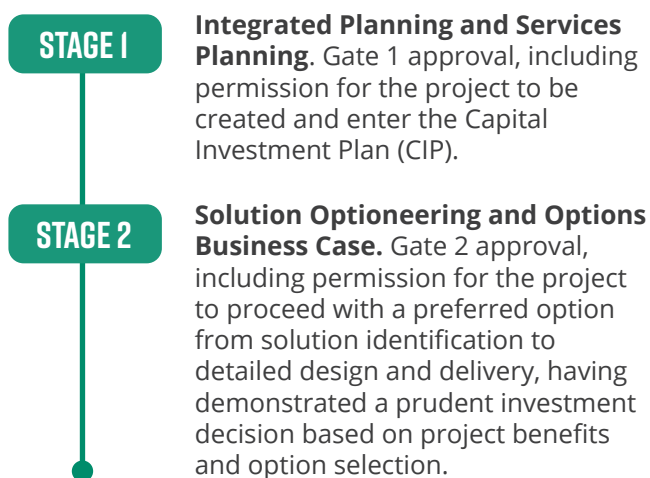 STAGE 1
Integrated Planning and Services
Planning. Gate 1 approval, including
permission for the project to be
created and enter the Capital
Investment Plan (CIP).
STAGE 2
Solution Optioneering and Options
Business Case. Gate 2 approval,
including permission for the project
to proceed with a preferred option
from solution identification to
detailed design and delivery, having
demonstrated a prudent investment
decision based on project benefits
and option selection.